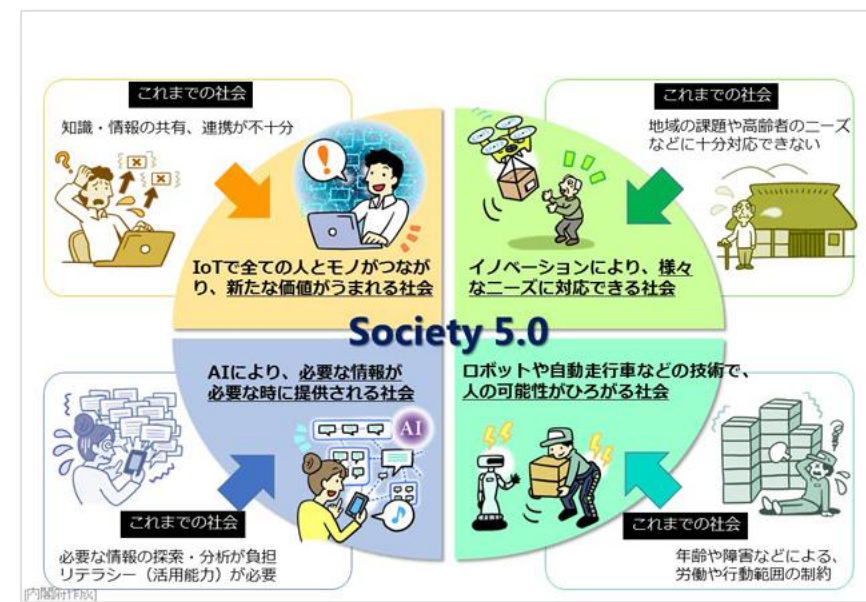 これまでの社会
知識・情報の共有、連携が不十分
IoTで全ての人とモノがつなが
り、新たな価値がうまれる社会
これまでの社会
地域の課題や高齢者のニーズ
などに十分対応できない
イノベーションにより、様々
なニーズに対応できる社会
Society 5.0
AIにより、必要な情報が
必要な時に提供される社会
AI
これまでの社会
必要な情報の探索・分析が負担
リテラシー（活用能力）が必要
ロボットや自動走行車などの技術で、
人の可能性がひろがる社会
これまでの社会
年齢や障害などによる、
労働や行動範囲の制約
[内閣府作成]